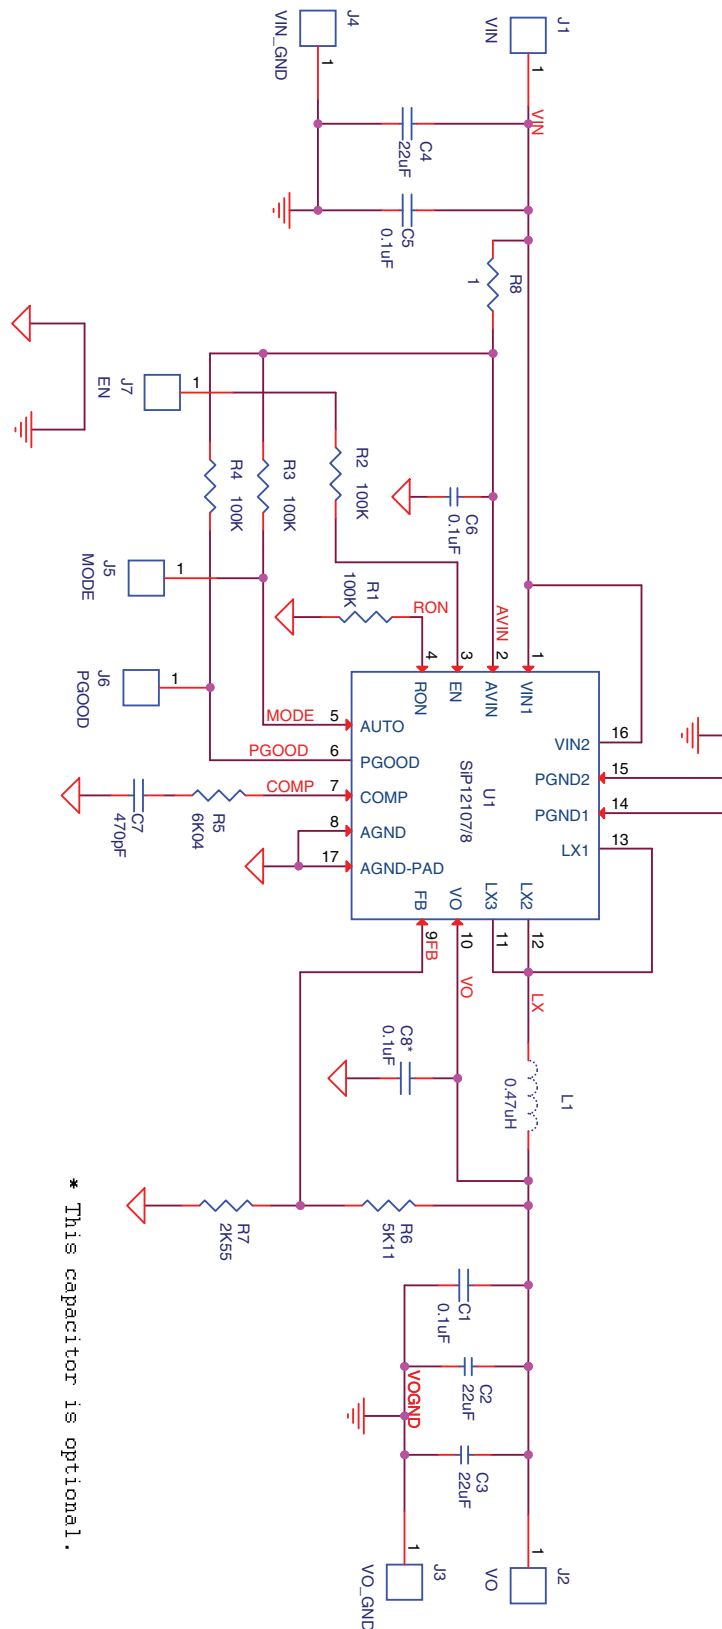 J4
VIN_GND
1
J1
VIN
1
VIN
C4
22uF
C5
0.1uF
R8
1
J7
EN
1
R4
100K
R3
100K
R2
100K
C6
0.1uF
J5
MODE
1
J6
PGOOD
1
R1
100K
RON
AVIN
4
3
2
1
RON
EN
AVIN
VIN1
MODE
5
AUTO
PGOOD
6
PGOOD
COMP
7
COMP
8
AGND
17
AGND-PAD
C7
470pF
R5
6K04
U1
SiP12107/8
VIN2
16
PGND2
15
PGND1
14
LX1
13
FB
VO
LX3
LX2
9
10
11
12
FB
VO
LX
C8*
0.1uF
L1
0.47uH
R7
2K55
R6
5K11
C1
0.1uF
C2
22uF
C3
22uF
VOGND
1
J3
VO_GND
1
J2
VO
* This capacitor is optional.